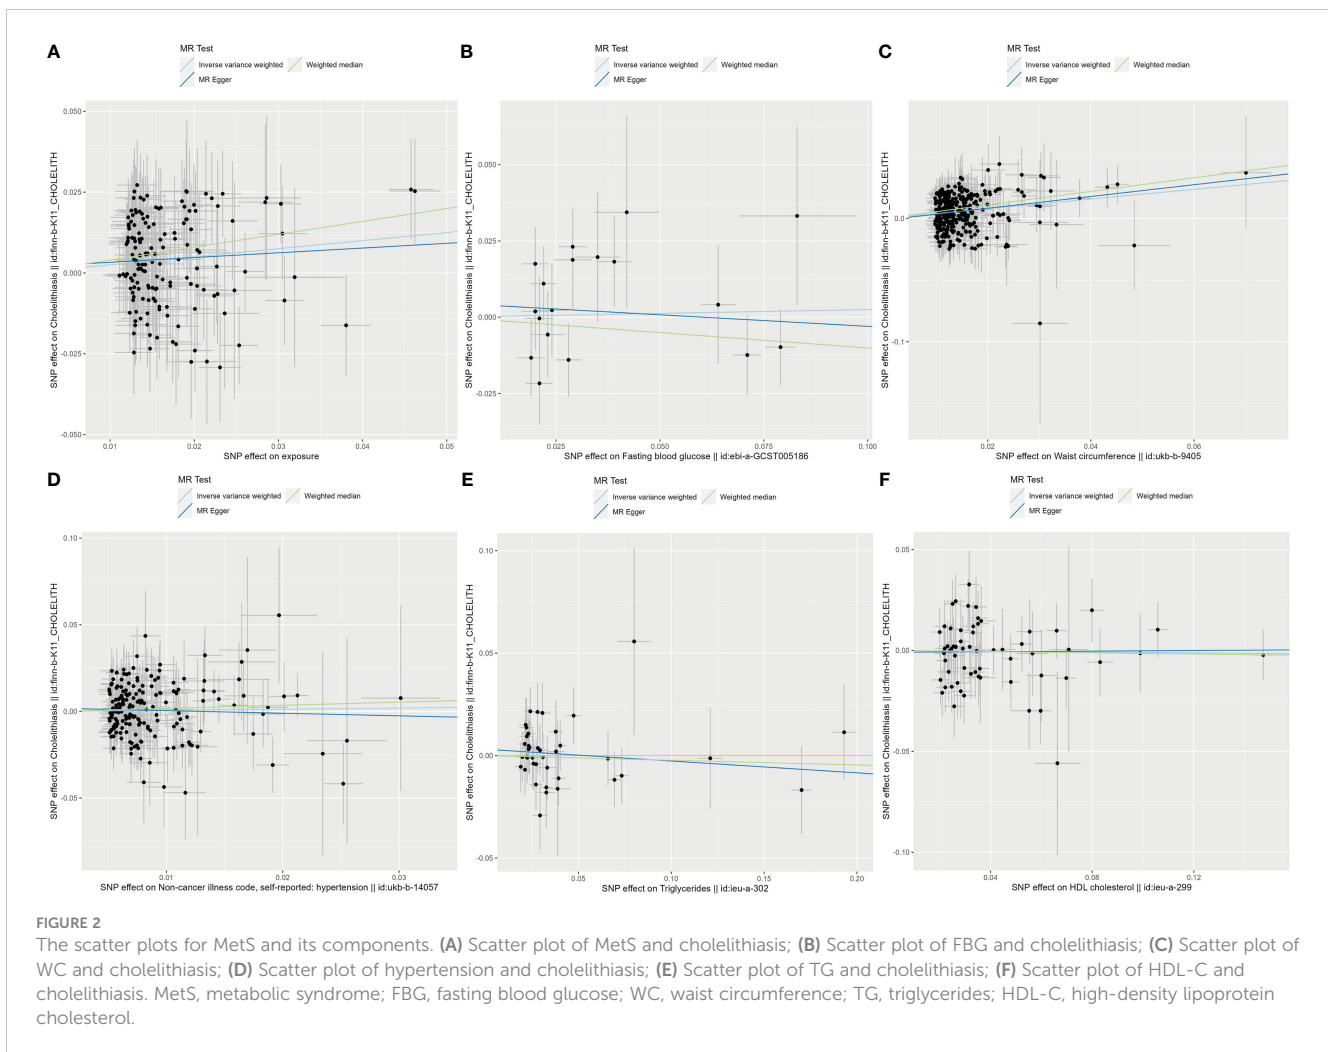 A
MR Test
Inverse variance weighted
Weighted median
MR Egger
SNP effect on Cholelithiasis || id:finn-b-K11_CHOLELITH
0.050
0.025
0.000
-0.025
-0.050
0.01
0.02
0.03
0.04
0.05
SNP effect on exposure
B
MR Test
Inverse variance weighted
Weighted median
MR Egger
SNP effect on Cholelithiasis || id:finn-b-K11_CHOLELITH
0.050
0.025
0.000
-0.025
0.025
0.050
0.075
0.100
SNP effect on Fasting blood glucose || id:ebi-a-GCST005186
C
MR Test
Inverse variance weighted
Weighted median
MR Egger
SNP effect on Cholelithiasis || id:finn-b-K11_CHOLELITH
0.0
-0.1
0.02
0.04
0.06
SNP effect on Waist circumference || id:ukb-b-9405
D
MR Test
Inverse variance weighted
Weighted median
MR Egger
SNP effect on Cholelithiasis || id:finn-b-K11_CHOLELITH
0.10
0.05
0.00
-0.05
0.01
0.02
0.03
SNP effect on Non-cancer illness code, self-reported: hypertension || id:ukb-b-14057
E
MR Test
Inverse variance weighted
Weighted median
MR Egger
SNP effect on Cholelithiasis || id:finn-b-K11_CHOLELITH
0.10
0.05
0.00
-0.05
0.05
0.10
0.15
0.20
SNP effect on Triglycerides || id:ieu-a-302
F
MR Test
Inverse variance weighted
Weighted median
MR Egger
SNP effect on Cholelithiasis || id:finn-b-K11_CHOLELITH
0.05
0.00
-0.05
-0.10
0.04
0.08
0.12
SNP effect on HDL cholesterol || id:ieu-a-299
FIGURE 2
The scatter plots for MetS and its components. (A) Scatter plot of MetS and cholelithiasis; (B) Scatter plot of FBG and cholelithiasis; (C) Scatter plot of
WC and cholelithiasis; (D) Scatter plot of hypertension and cholelithiasis; (E) Scatter plot of TG and cholelithiasis; (F) Scatter plot of HDL-C and
cholelithiasis. MetS, metabolic syndrome; FBG, fasting blood glucose; WC, waist circumference; TG, triglycerides; HDL-C, high-density lipoprotein
cholesterol.